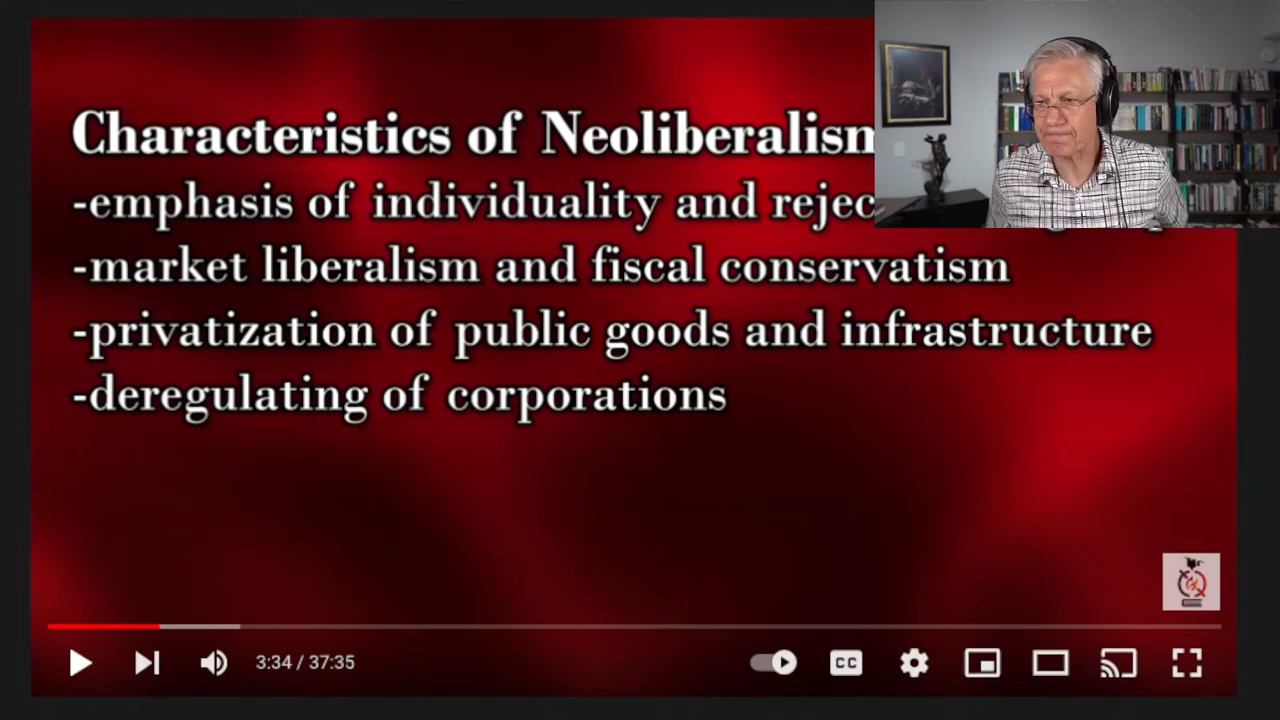 Characteristics of Neoliberalism
-emphasis of individuality and rejec
-market liberalism and fiscal conservatism
-privatization of public goods and infrastructure
-deregulating of corporations
3:34 / 37:35
CC